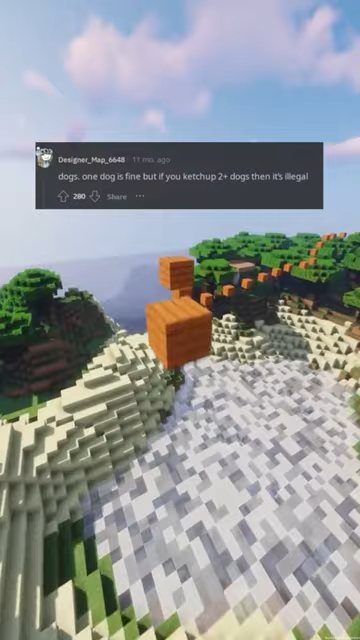 Designer_Map_6648 11 mo. ago
dogs. one dog is fine but if you ketchup 2+ dogs then it's illegal
280 Share ...